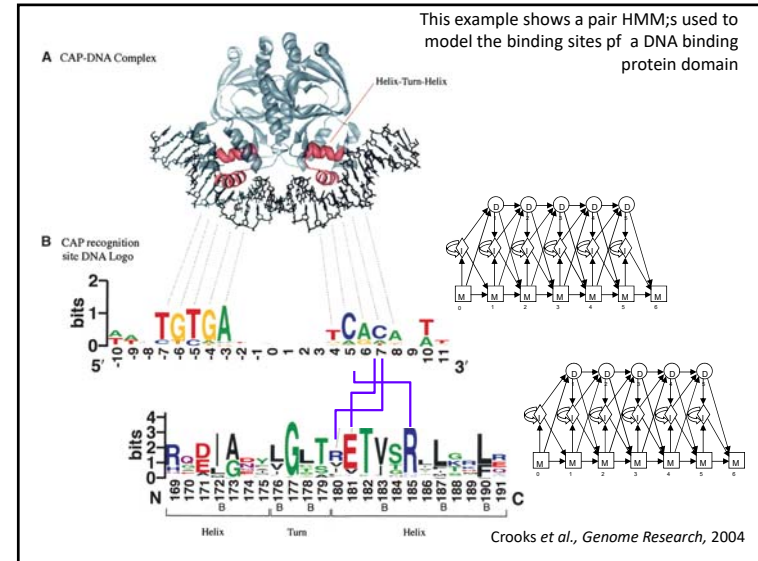 This example shows a pair HMM;s used to
model the binding sites pf a DNA binding
protein domain
A CAP-DNA Complex
Helix-Turn-Helix
B CAP recognition
site DNA Logo
bits
2
1
0
TGTGA
TCACA
T
A
-10 -9 -8 -7 -6 -5 -4 -3 -2 -1 0 1 2 3 4 5 6 7 8 9 10 11
5′ 3′
bits
4
3
2
1
0
169 170 171 172 173 174 175 176 177 178 179 180 181 182 183 184 185 186 187 188 189 190 191
B B B B B B
N C
Helix Turn Helix
D D D D D
I I I I I I
M M M M M M M
0 1 2 3 4 5 6
D D D D D
I I I I I I
M M M M M M M
0 1 2 3 4 5 6
Crooks et al., Genome Research, 2004